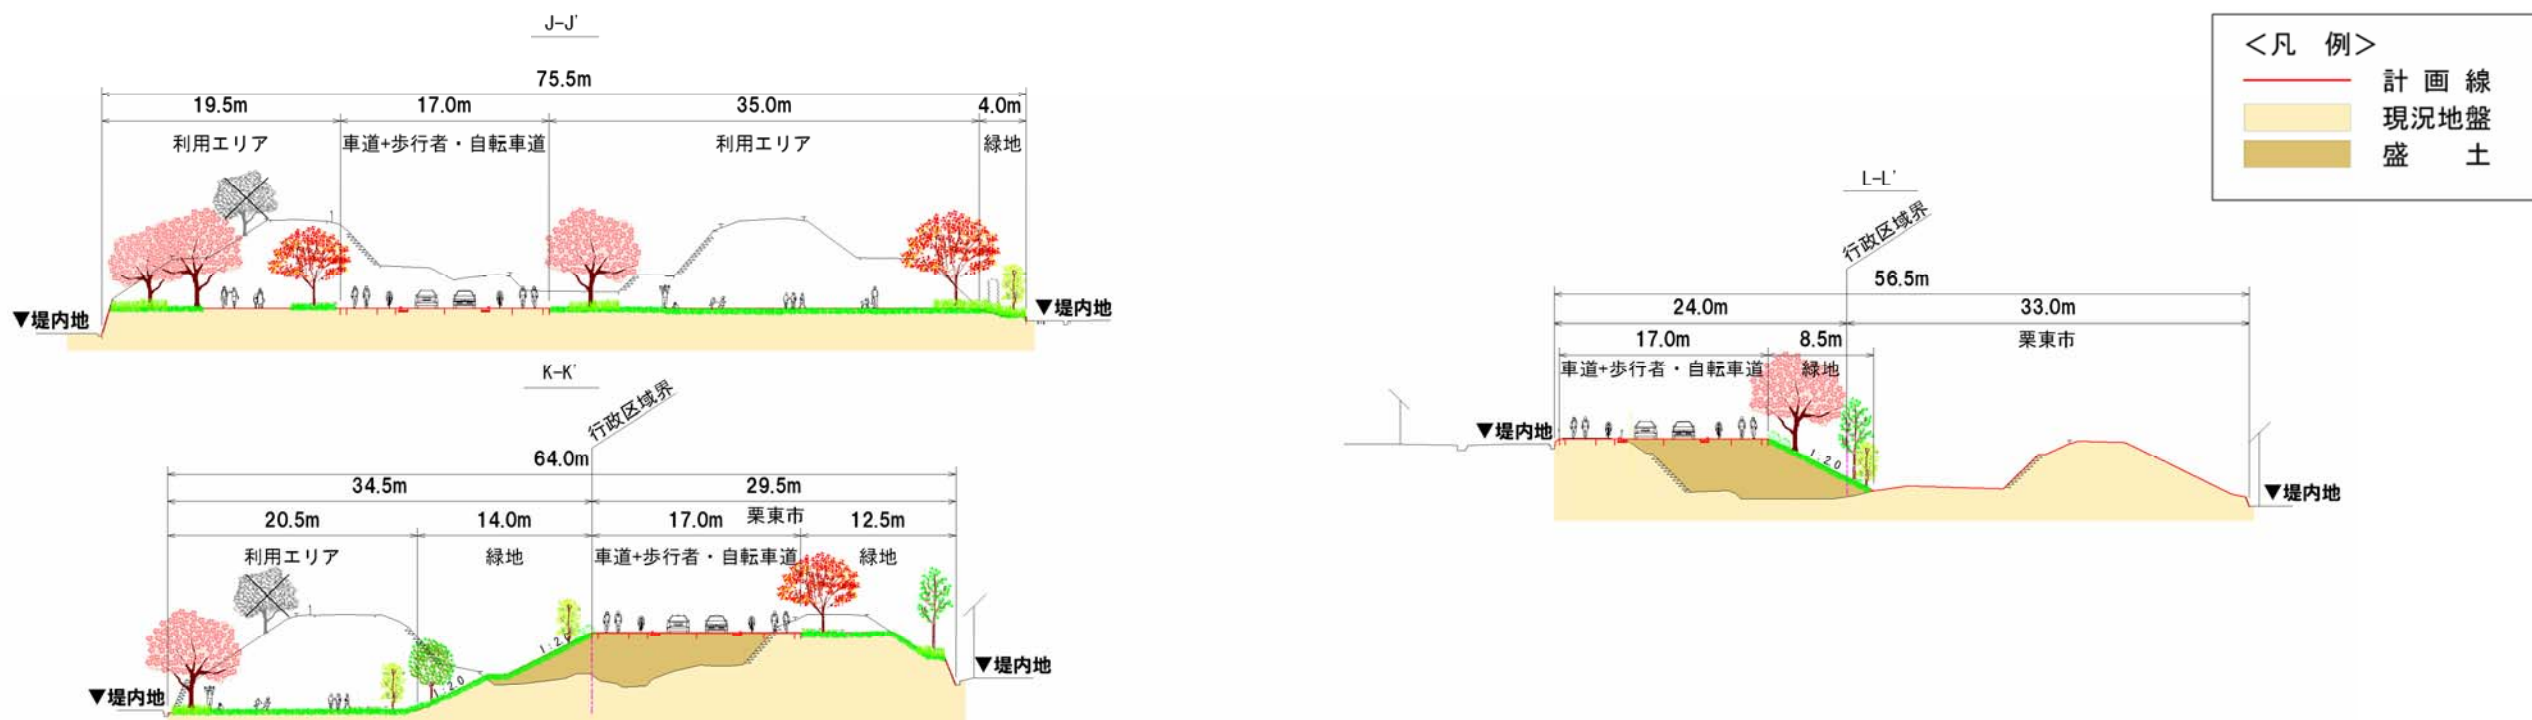 J-J'
75.5m
19.5m 17.0m 35.0m 4.0m
利用エリア 車道+歩行者・自転車道 利用エリア 緑地
▼堤内地 ▼堤内地
K-K'
行政区域界
64.0m
34.5m 29.5m
栗東市
20.5m 14.0m 17.0m 12.5m
利用エリア 緑地 車道+歩行者・自転車道 緑地
1:20
1:20
▼堤内地 ▼堤内地
L-L'
行政区域界
56.5m
24.0m 33.0m
栗東市
17.0m 8.5m
車道+歩行者・自転車道 緑地
▼堤内地
1:20
▼堤内地
＜凡 例＞
計画線
現況地盤
盛 土